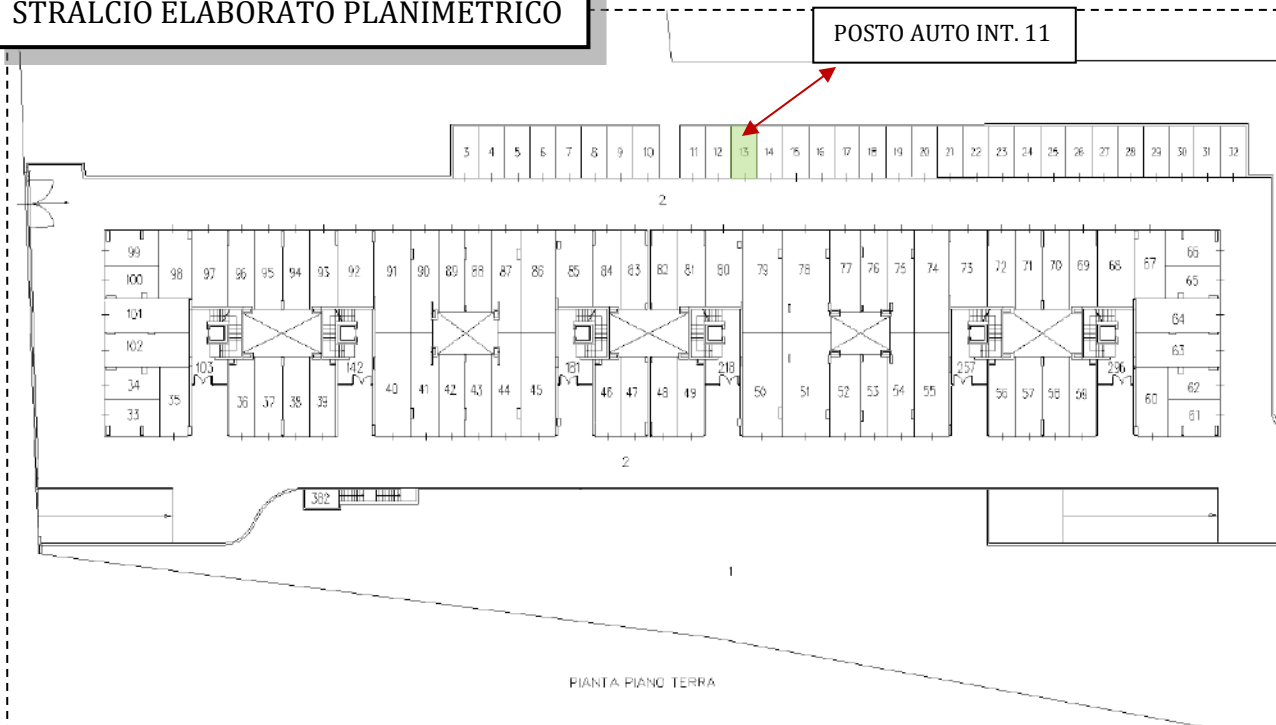 STRALCIO ELABORATO PLANIMETRICO
POSTO AUTO INT. 11
3 4 5 6 7 8 9 10 11 12 13 14 15 16 17 18 19 20 21 22 23 24 25 26 27 28 29 30 31 32
2
99 98 97 96 95 94 93 92 91 90 89 88 87 86 85 84 83 82 81 80 79 78 77 76 75 74 73 72 71 70 69 68 67 66
100 65
101 64
102 63
103 142 181 218 257 296
34 35 36 37 38 39 40 41 42 43 44 45 46 47 48 49 50 51 52 53 54 55 56 57 58 59 60 62
33 61
2
382
1
PIANTA PIANO TERRA